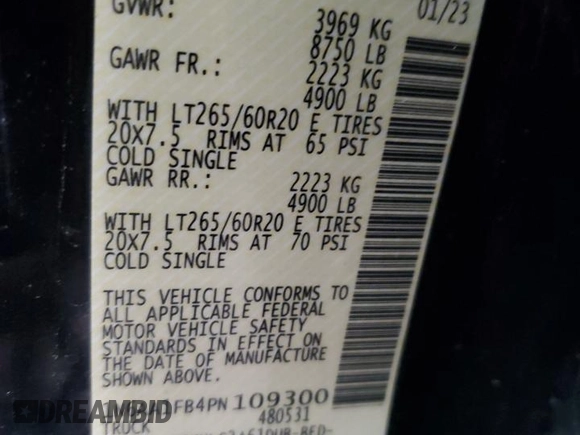 GVWR: 01/23
3969 KG
8750 LB
GAWR FR.: 2223 KG
4900 LB
WITH LT265/60R20 E TIRES
20X7.5 RIMS AT 65 PSI
COLD SINGLE
GAWR RR.: 2223 KG
4900 LB
WITH LT265/60R20 E TIRES
20X7.5 RIMS AT 70 PSI
COLD SINGLE
THIS VEHICLE CONFORMS TO
ALL APPLICABLE FEDERAL
MOTOR VEHICLE SAFETY
STANDARDS IN EFFECT ON
THE DATE OF MANUFACTURE
SHOWN ABOVE.
FB4PN109300
480531
TRUCK
DREAMBID